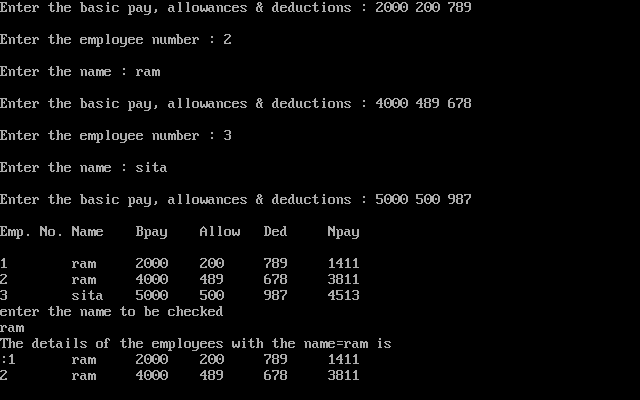 Enter the basic pay, allowances & deductions : 2000 200 789
Enter the employee number : 2
Enter the name : ram
Enter the basic pay, allowances & deductions : 4000 489 678
Enter the employee number : 3
Enter the name : sita
Enter the basic pay, allowances & deductions : 5000 500 987
Emp. No. Name Bpay Allow Ded Npay
1 ram 2000 200 789 1411
2 ram 4000 489 678 3811
3 sita 5000 500 987 4513
enter the name to be checked
ram
The details of the employees with the name=ram is
:1 ram 2000 200 789 1411
2 ram 4000 489 678 3811